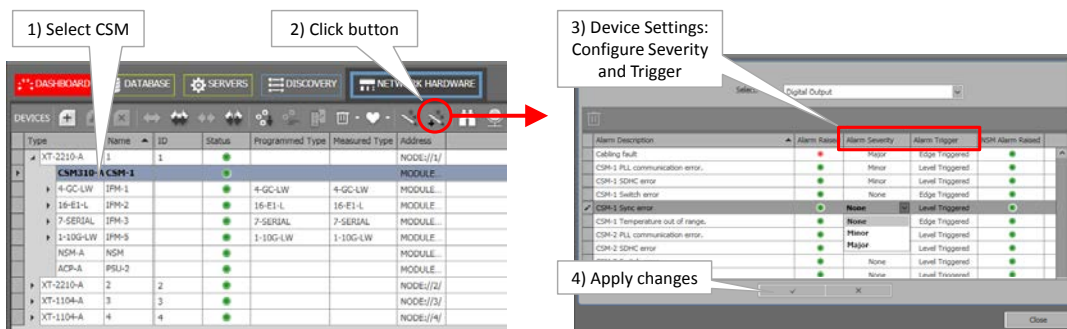 1) Select CSM
2) Click button
3) Device Settings:
Configure Severity
and Trigger
DASHBOARD DATABASE SERVERS DISCOVERY NETWORK HARDWARE
DEVICES
Type Name ID Status Programmed Type Measured Type Address
XT-2210-A 1 1 NODE://1/
CSM310-A CSM-1 MODULE...
4-GC-LW IFM-1 4-GC-LW 4-GC-LW MODULE...
16-E1-L IFM-2 16-E1-L 16-E1-L MODULE...
7-SERIAL IFM-3 7-SERIAL 7-SERIAL MODULE...
1-10G-LW IFM-5 1-10G-LW 1-10G-LW MODULE...
NSM-A NSM MODULE...
ACP-A PSU-2 MODULE...
XT-2210-A 2 2 NODE://2/
XT-1104-A 3 3 NODE://3/
XT-1104-A 4 4 NODE://4/
Digital Output
Alarm Description Alarm Raised Alarm Severity Alarm Trigger NSM Alarm Raised
Cabling fault Major Edge Triggered
CSM-1 PLL communication error. Minor Level Triggered
CSM-1 SDHC error Minor Level Triggered
CSM-1 Switch error None Edge Triggered
CSM-1 Sync error None Level Triggered
CSM-1 Temperature out of range. None Edge Triggered
CSM-2 PLL communication error. Minor Level Triggered
CSM-2 SDHC error Major Level Triggered
None Level Triggered
None Level Triggered
4) Apply changes
Close